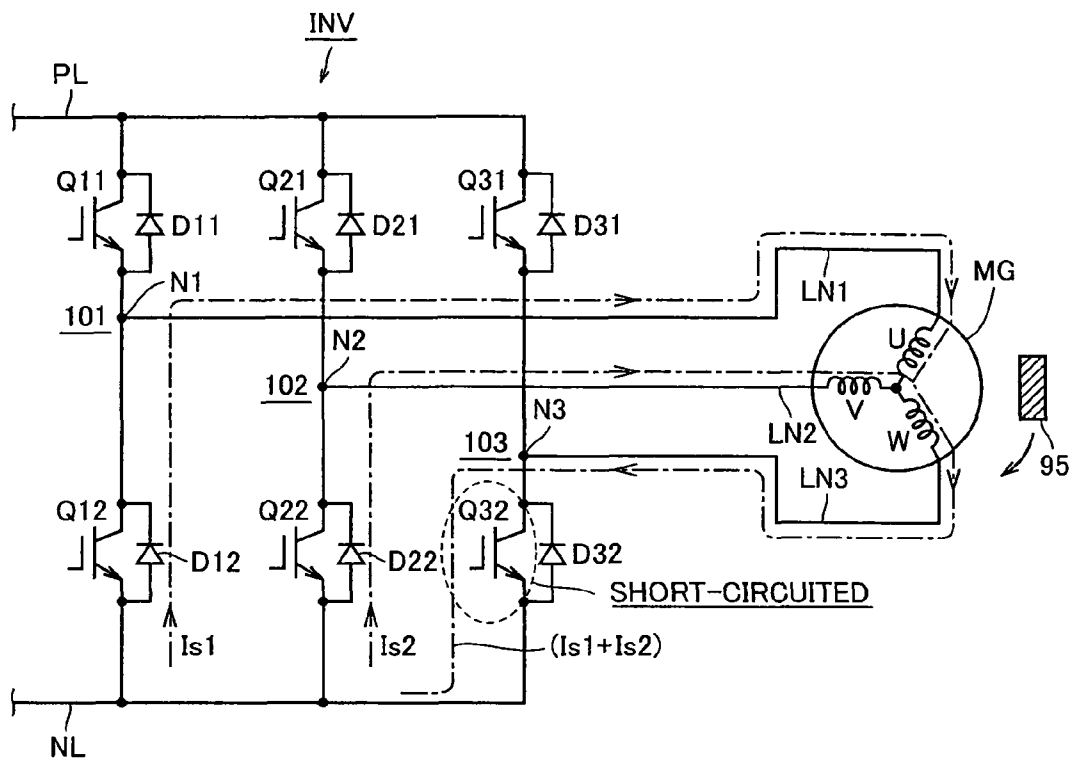 INV
PL
Q11
D11
Q21
D21
Q31
D31
N1
101
LN1
MG
N2
102
U
V
W
LN2
N3
103
95
LN3
Q12
D12
Q22
D22
Q32
D32
SHORT-CIRCUITED
Is1
Is2
(Is1+Is2)
NL